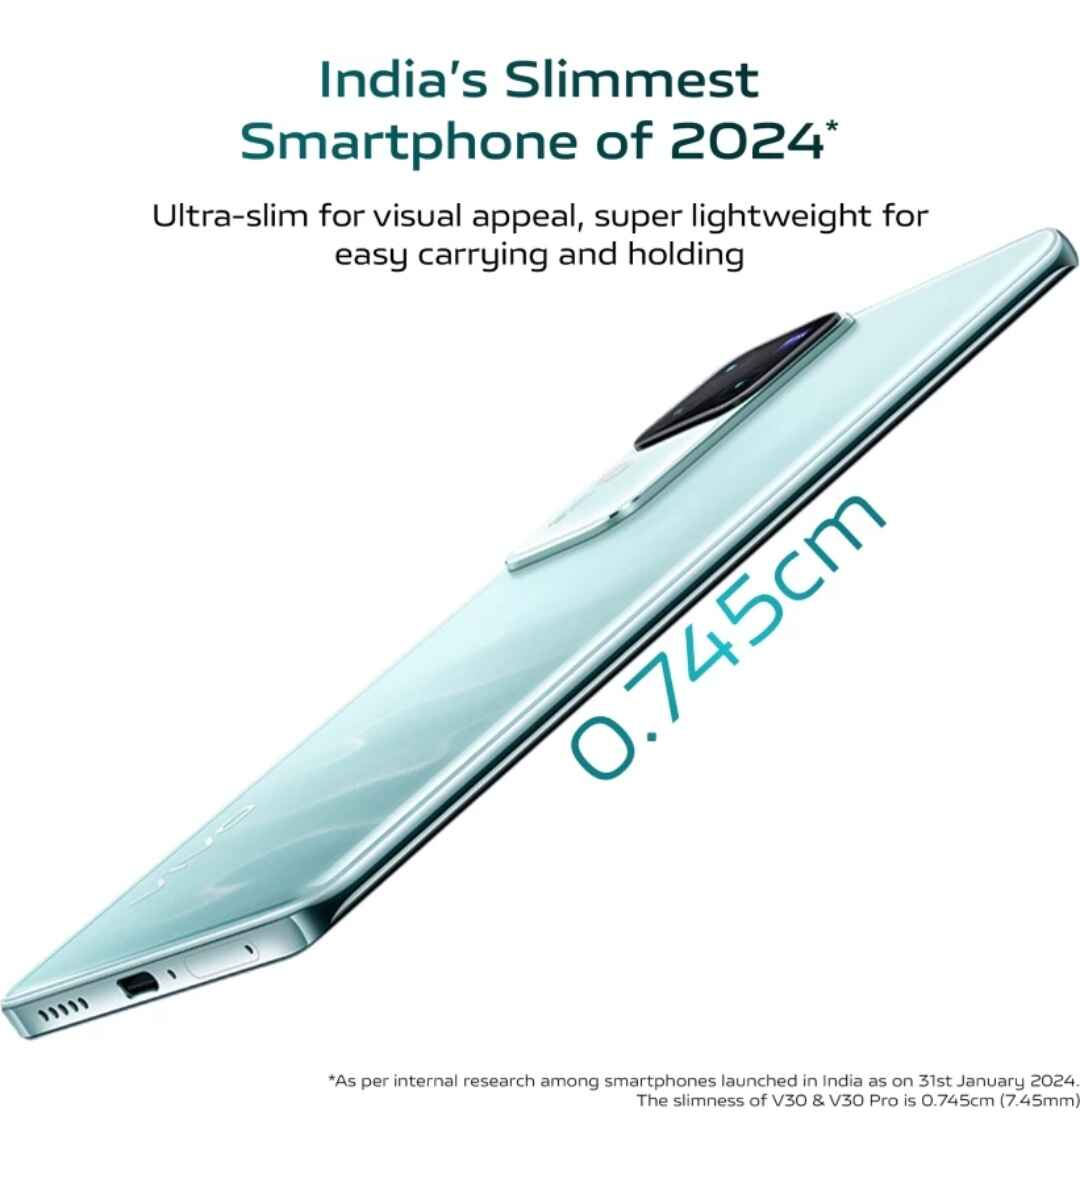 India's Slimmest
Smartphone of 2024*
Ultra-slim for visual appeal, super lightweight for
easy carrying and holding
0.745cm
vivo
*As per internal research among smartphones launched in India as on 31st January 2024.
The slimness of V30 & V30 Pro is 0.745cm (7.45mm)